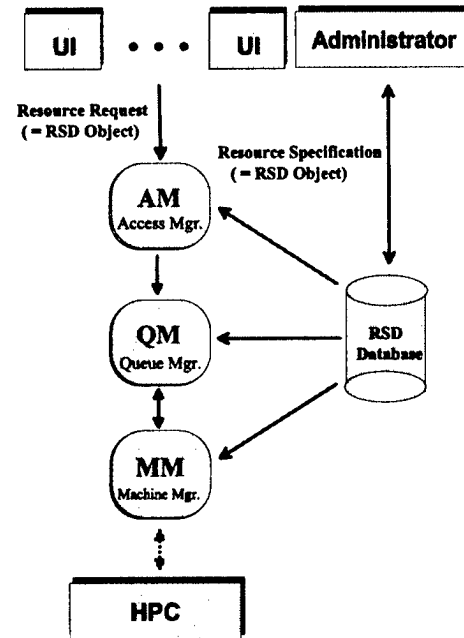 UI
UI
Administrator
Resource Request
( = RSD Object)
Resource Specification
( = RSD Object)
AM
Access Mgr.
QM
Queue Mgr.
RSD
Database
MM
Machine Mgr.
HPC